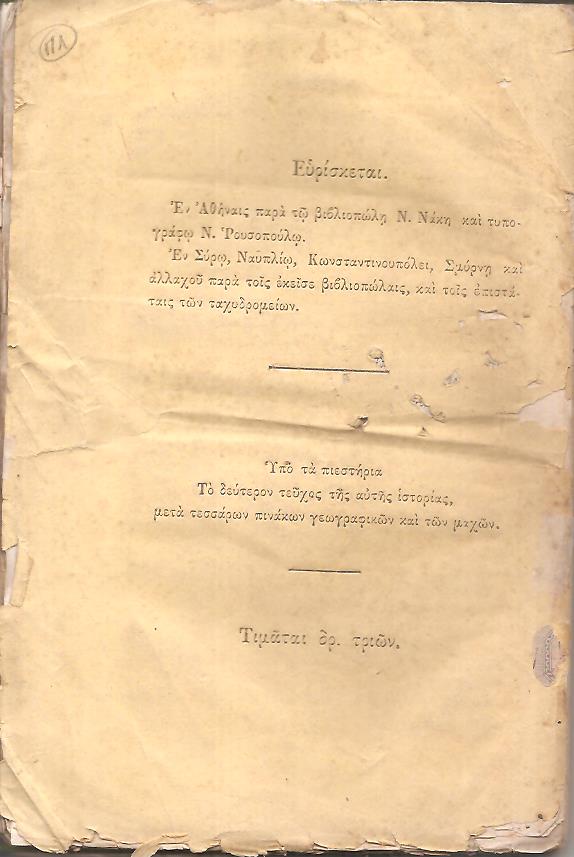 Εὑρίσκεται.
Ἐν Ἀθήναις παρὰ τῷ βιβλιοπώλῃ Ν. Νάκη καὶ τυπο-
γράφῳ Ν. Ῥουσοπούλῳ.
Ἐν Σύρῳ, Ναυπλίῳ, Κωνσταντινουπόλει, Σμύρνῃ καὶ
ἀλλαχοῦ παρὰ τοῖς ἐκεῖσε βιβλιοπώλαις, καὶ τοῖς ἐπιστά-
ταις τῶν ταχυδρομείων.
Ὑπὸ τὰ πιεστήρια
Τὸ δεύτερον τεῦχος τῆς αὐτῆς ἱστορίας,
μετὰ τεσσάρων πινάκων γεωγραφικῶν καὶ τῶν μαχῶν.
Τιμᾶται δρ. τριῶν.